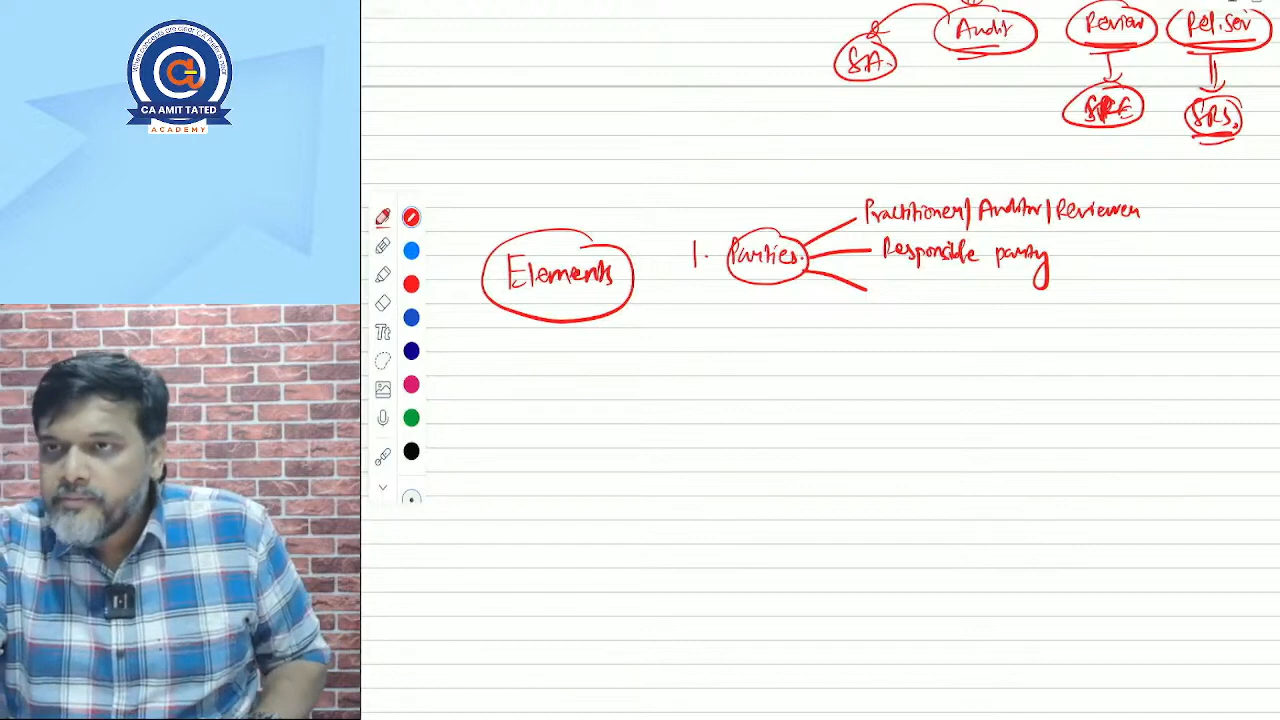 CA AMIT TATED
ACADEMY
Audit
Review
Rel. Ser
SA.
SRE
SRS.
Elements
1. Parties.
Practitioner/ Auditor/ Reviewer
Responsible party
Tt